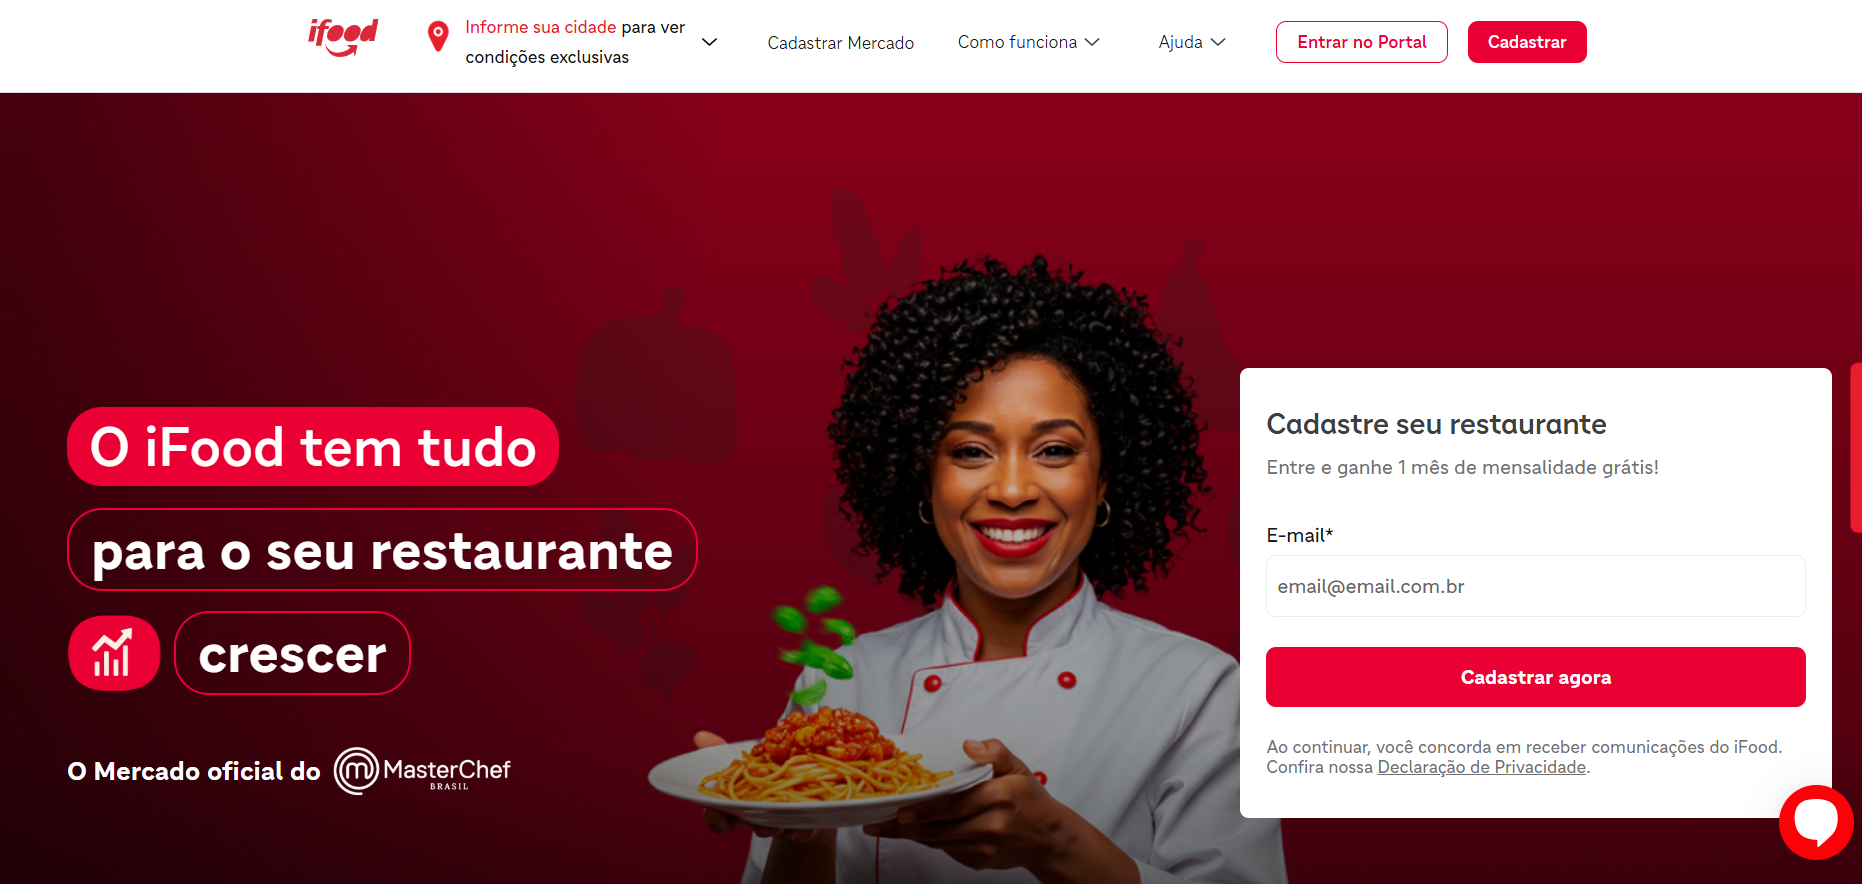 ifood
Informe sua cidade para ver
condições exclusivas
Cadastrar Mercado
Como funciona
Ajuda
Entrar no Portal
Cadastrar
O iFood tem tudo
para o seu restaurante
crescer
O Mercado oficial do
MasterChef
BRASIL
Cadastre seu restaurante
Entre e ganhe 1 mês de mensalidade grátis!
E-mail*
email@email.com.br
Cadastrar agora
Ao continuar, você concorda em receber comunicações do iFood.
Confira nossa Declaração de Privacidade.